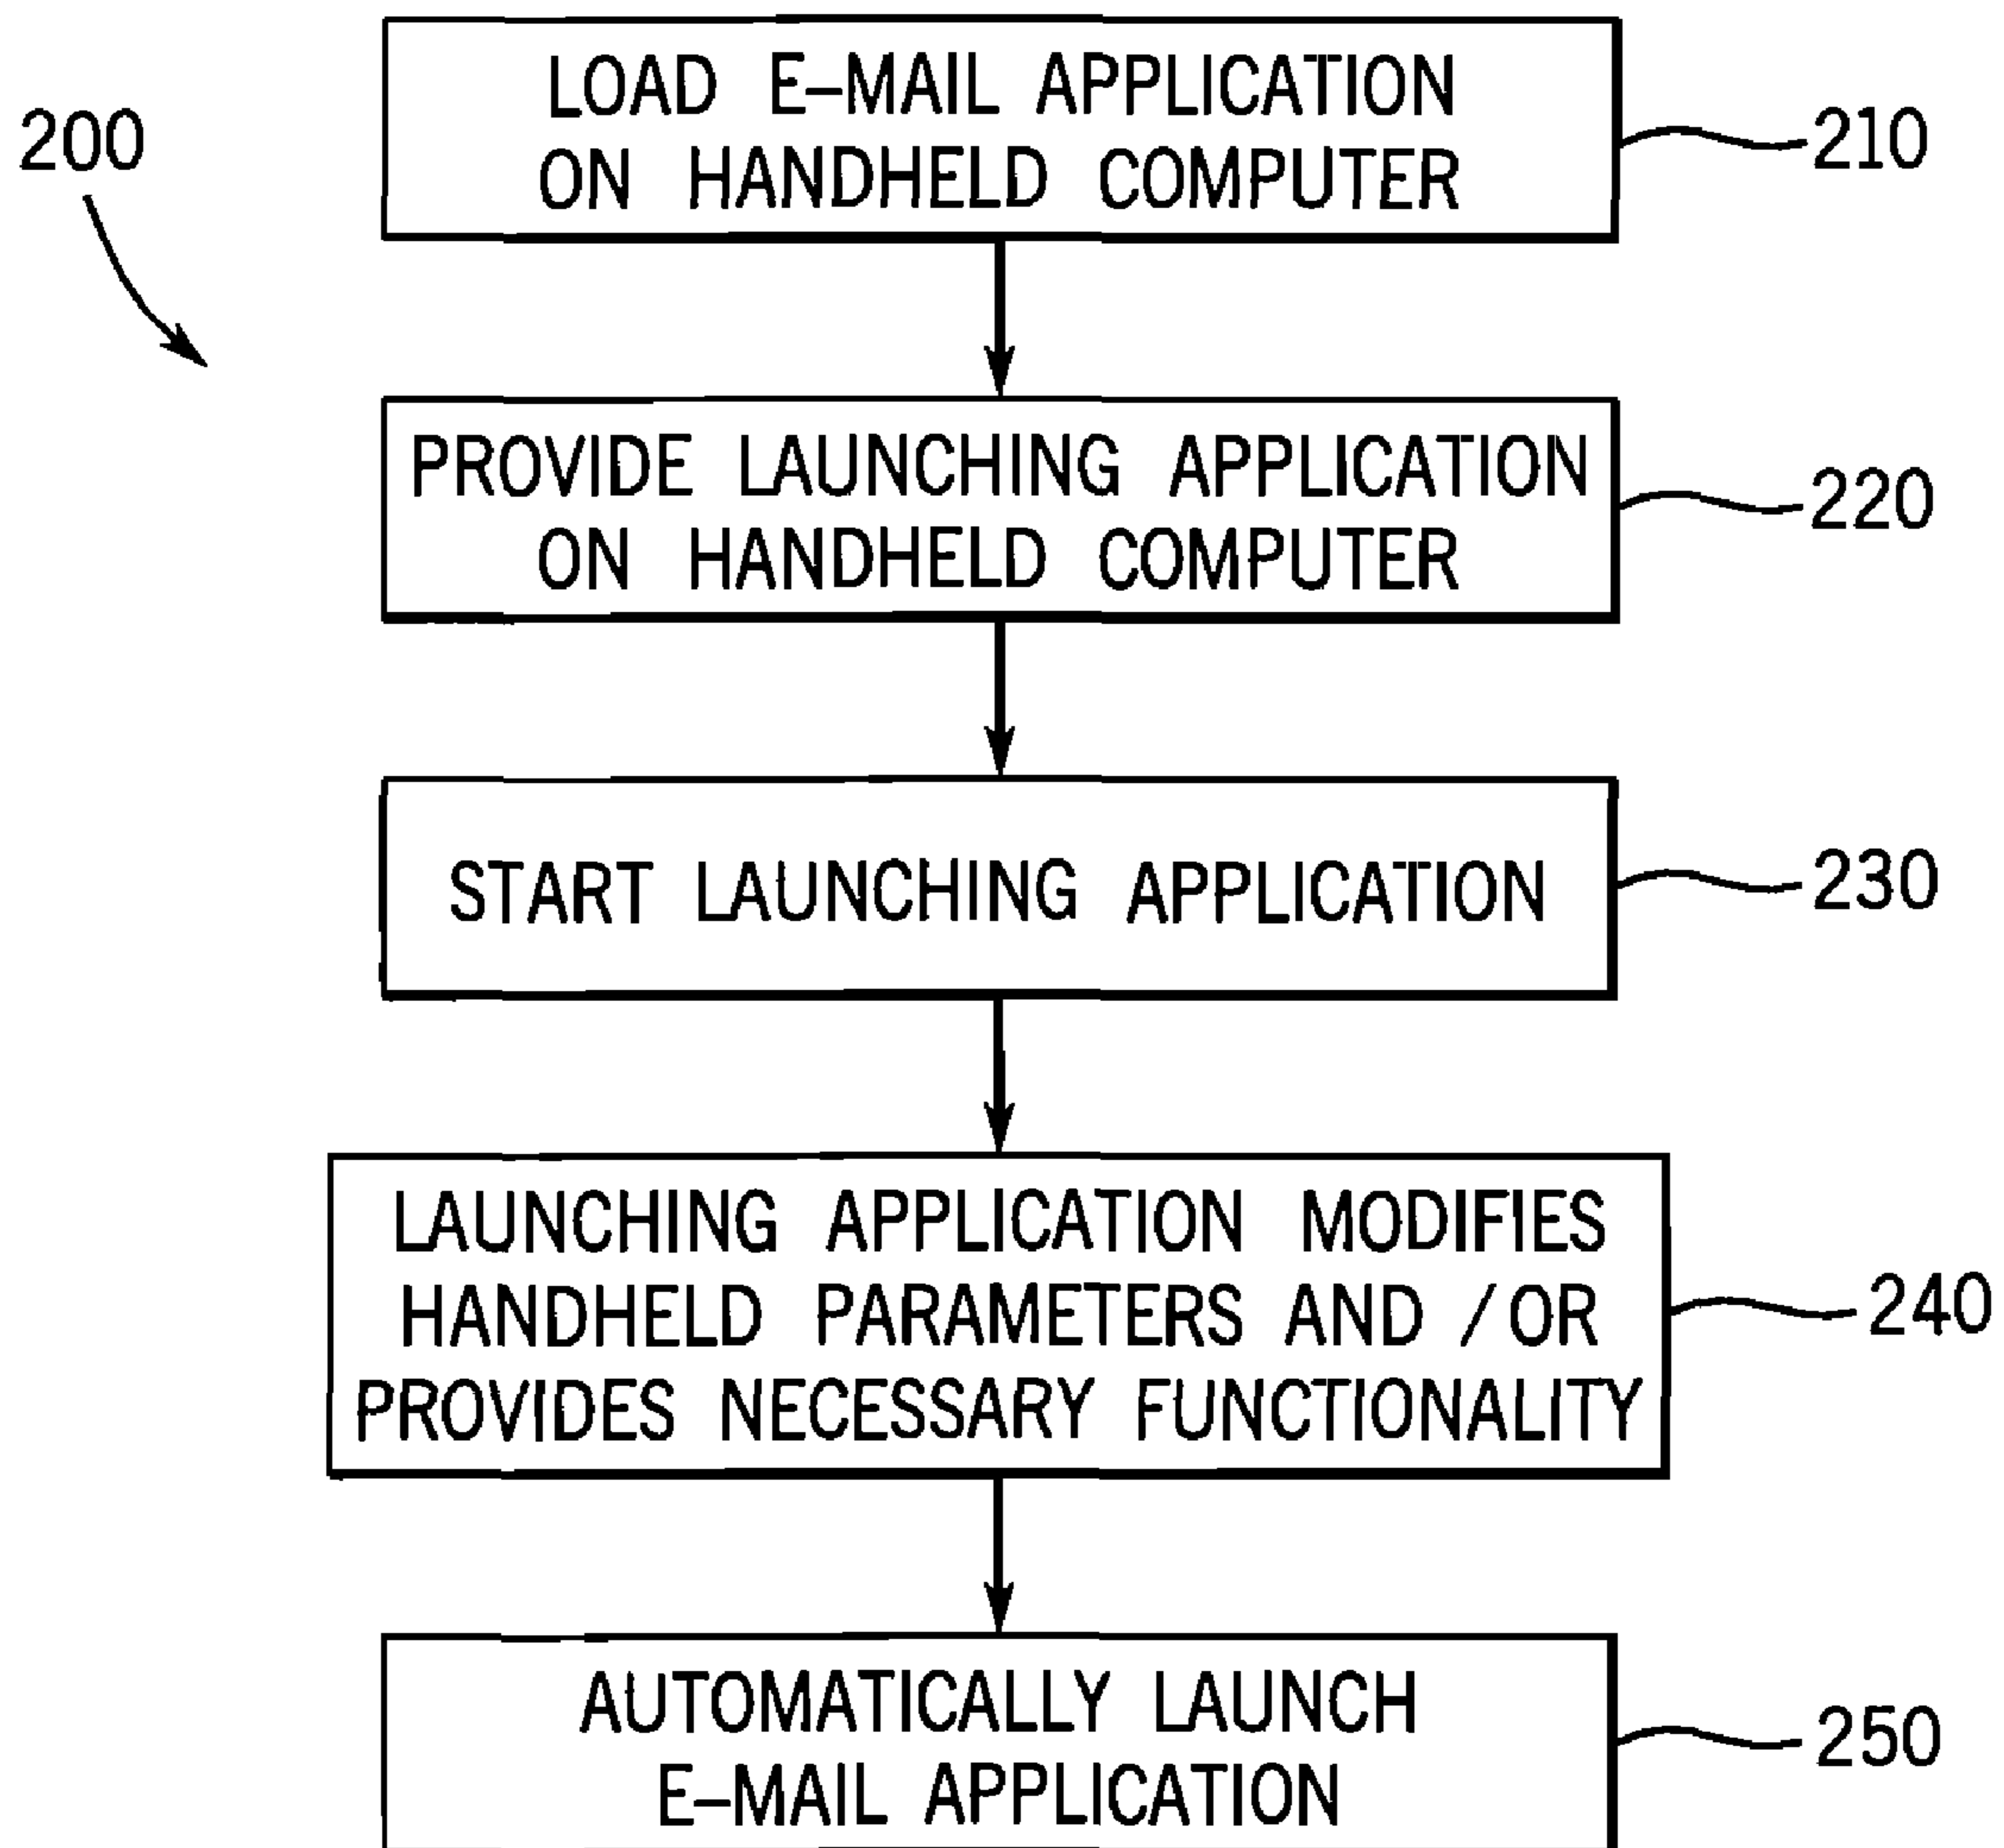 200
LOAD E-MAIL APPLICATION
ON HANDHELD COMPUTER
210
PROVIDE LAUNCHING APPLICATION
ON HANDHELD COMPUTER
220
START LAUNCHING APPLICATION
230
LAUNCHING APPLICATION MODIFIES
HANDHELD PARAMETERS AND /OR
PROVIDES NECESSARY FUNCTIONALITY
240
AUTOMATICALLY LAUNCH
E-MAIL APPLICATION
250